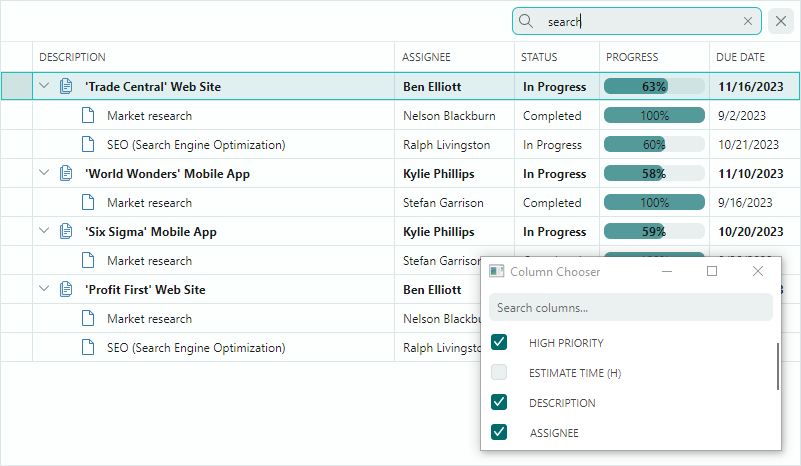 search
DESCRIPTION ASSIGNEE STATUS PROGRESS DUE DATE
'Trade Central' Web Site Ben Elliott In Progress 63% 11/16/2023
Market research Nelson Blackburn Completed 100% 9/2/2023
SEO (Search Engine Optimization) Ralph Livingston In Progress 60% 10/21/2023
'World Wonders' Mobile App Kylie Phillips In Progress 58% 11/10/2023
Market research Stefan Garrison Completed 100% 9/16/2023
'Six Sigma' Mobile App Kylie Phillips In Progress 59% 10/20/2023
Market research Stefan Garrison
'Profit First' Web Site Ben Elliott
Market research Nelson Blackbu
SEO (Search Engine Optimization) Ralph Livingsto
Column Chooser
Search columns...
HIGH PRIORITY
ESTIMATE TIME (H)
DESCRIPTION
ASSIGNEE